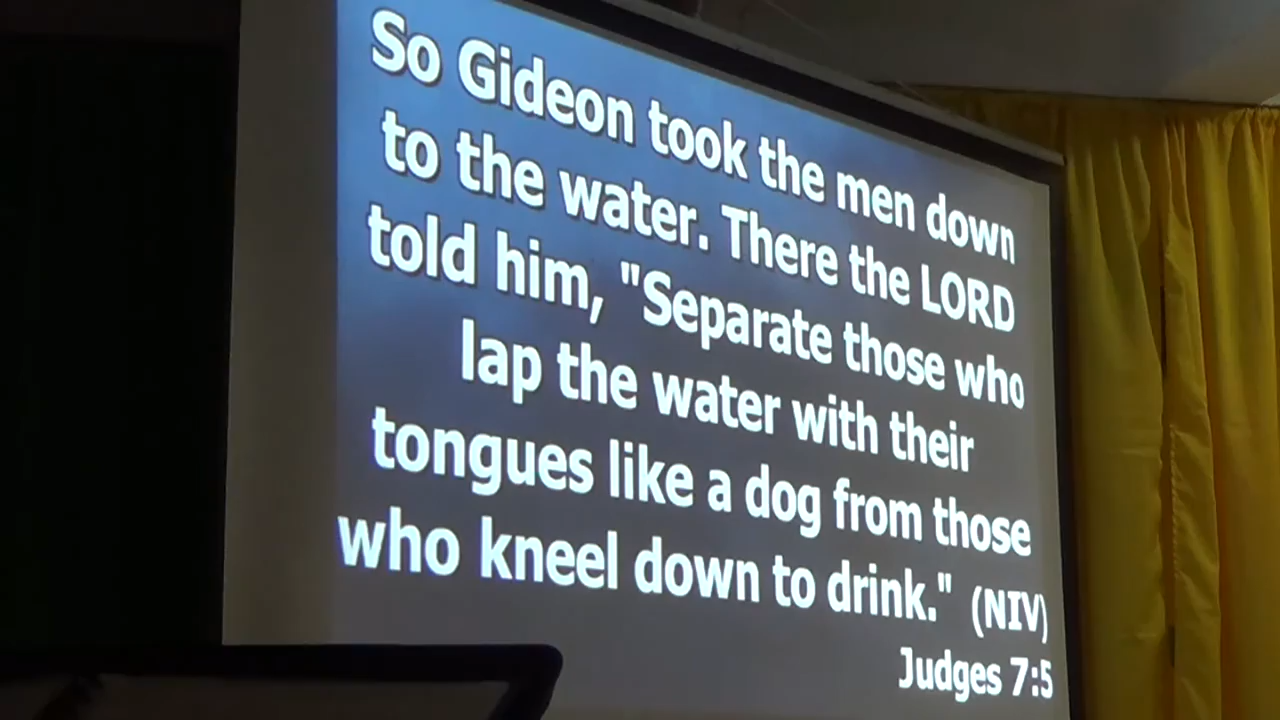 So Gideon took the men down
to the water. There the LORD
told him, "Separate those who
lap the water with their
tongues like a dog from those
who kneel down to drink." (NIV)
Judges 7:5